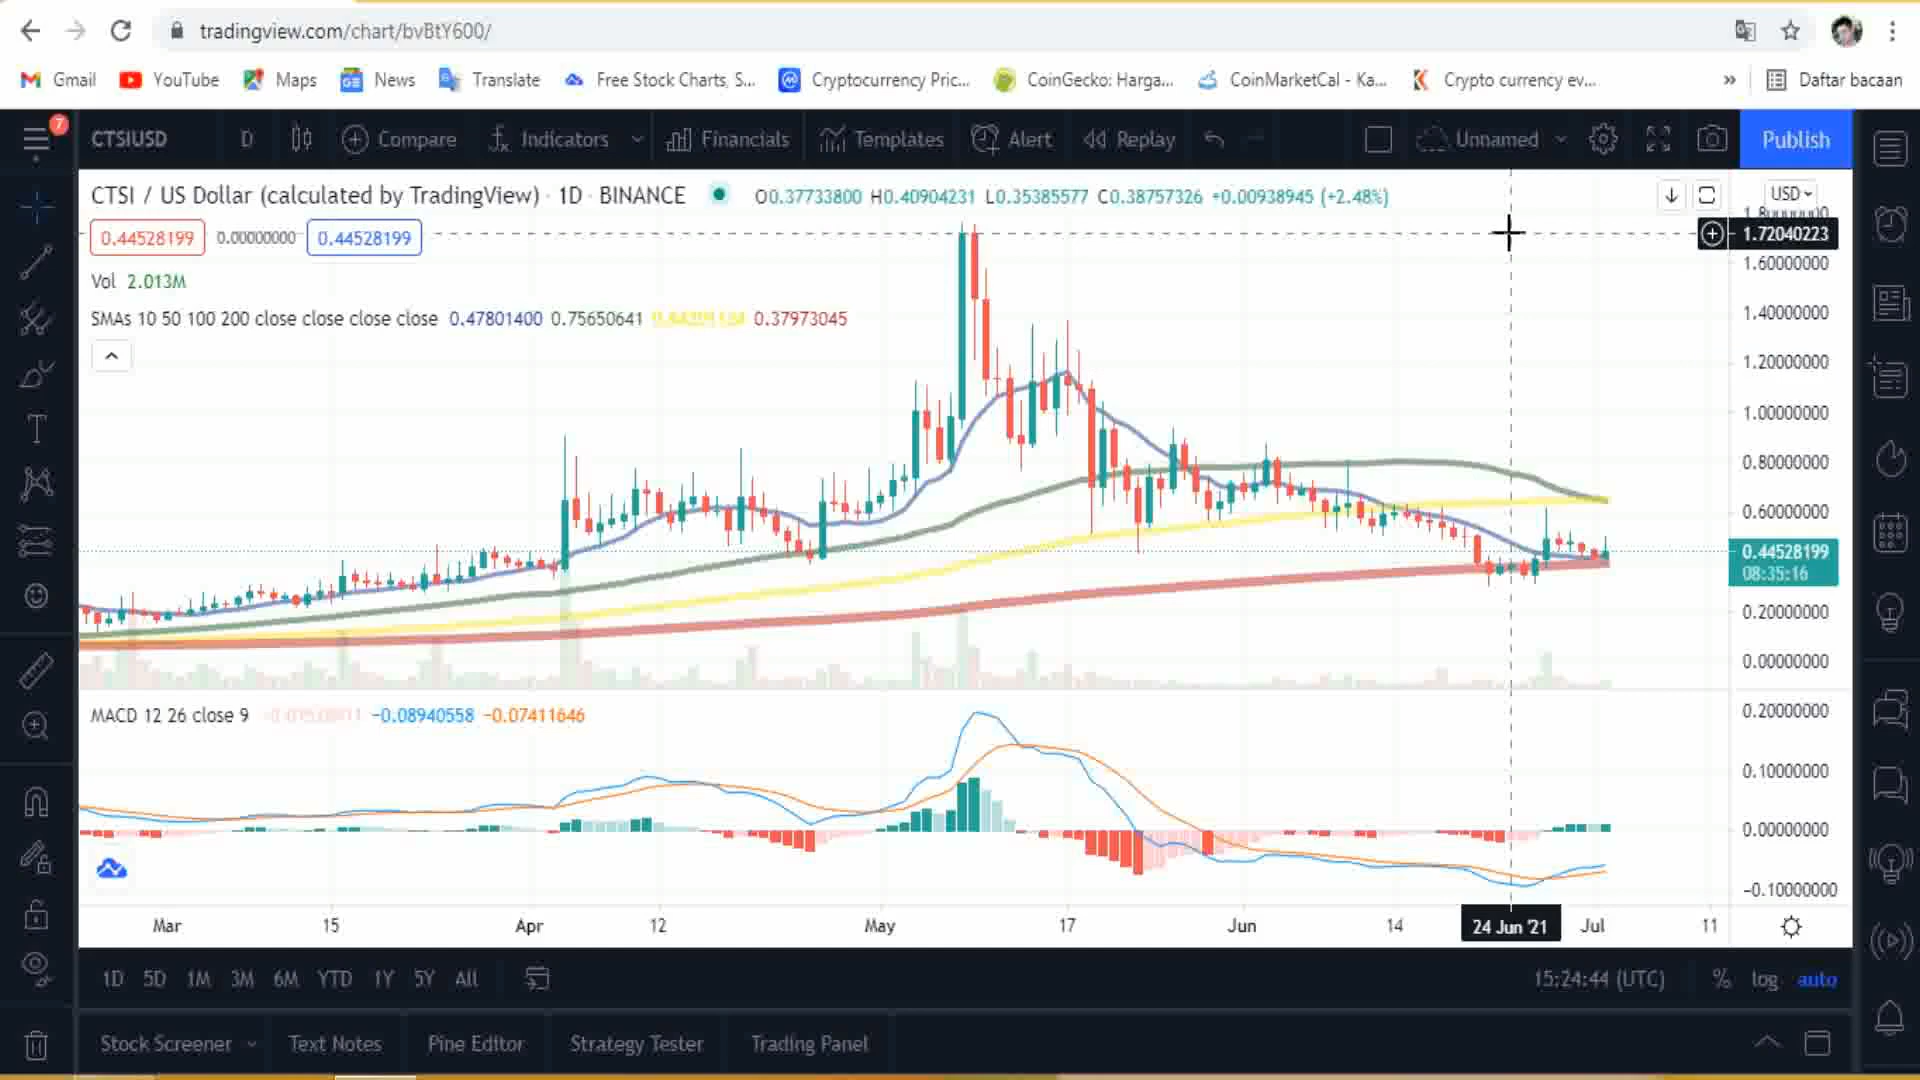 tradingview.com/chart/bvBtY600/
Gmail YouTube Maps News Translate Free Stock Charts, S... Cryptocurrency Pric... CoinGecko: Harga... CoinMarketCal - Ka... Crypto currency ev... » Daftar bacaan
7
CTSIUSD D Compare Indicators Financials Templates Alert Replay Unnamed Publish
CTSI / US Dollar (calculated by TradingView) · 1D · BINANCE O0.37733800 H0.40904231 L0.35385577 C0.38757326 +0.00938945 (+2.48%) USD
0.44528199 0.00000000 0.44528199
1.72040223
Vol 2.013M
1.60000000
SMAs 10 50 100 200 close close close close 0.47801400 0.75650641 0.37973045
1.40000000
1.20000000
1.00000000
0.80000000
0.60000000
0.44528199
08:35:16
0.20000000
0.00000000
MACD 12 26 close 9 −0.08940558 −0.07411646
0.20000000
0.10000000
0.00000000
−0.10000000
Mar 15 Apr 12 May 17 Jun 14 24 Jun '21 Jul 11
1D 5D 1M 3M 6M YTD 1Y 5Y All 15:24:44 (UTC) % log auto
Stock Screener Text Notes Pine Editor Strategy Tester Trading Panel